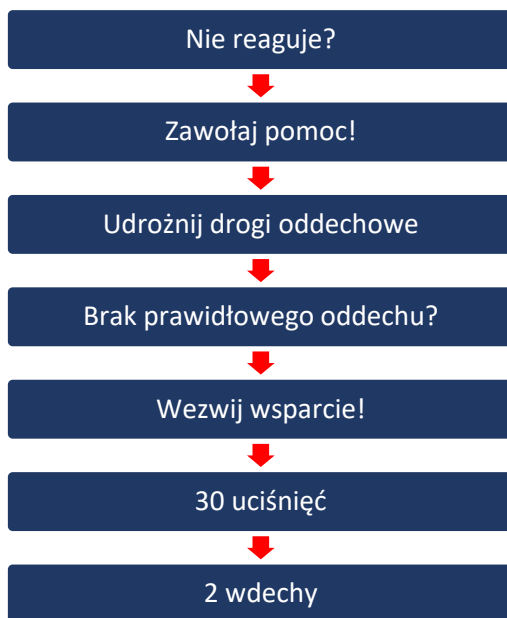 Nie reaguje?
Zawołaj pomoc!
Udrożnij drogi oddechowe
Brak prawidłowego oddechu?
Wezwij wsparcie!
30 uciśnięć
2 wdechy